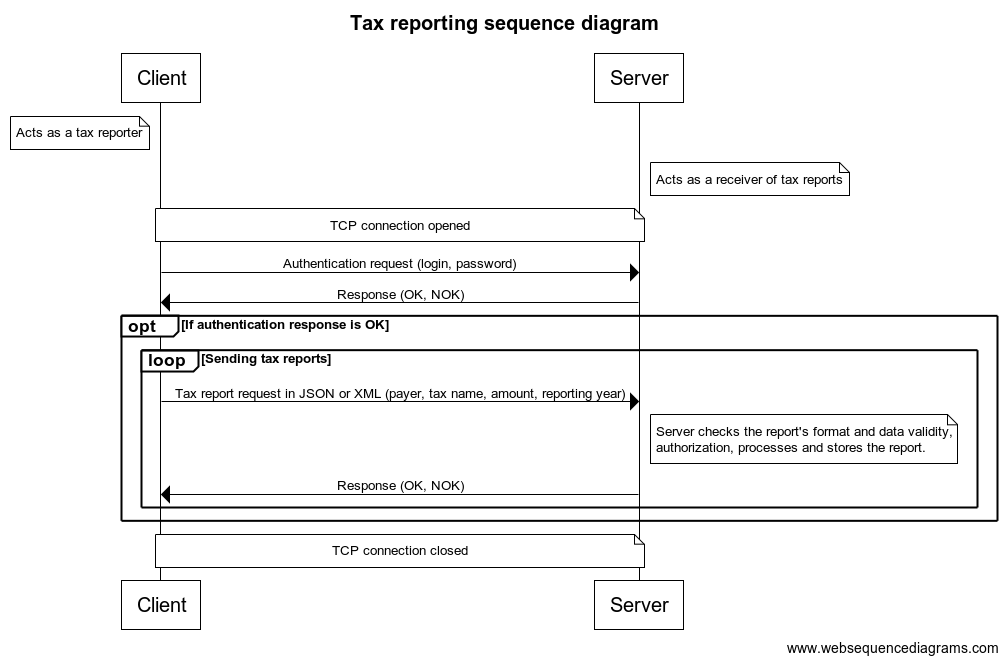 Tax reporting sequence diagram
Client
Server
Acts as a tax reporter
Acts as a receiver of tax reports
TCP connection opened
Authentication request (login, password)
Response (OK, NOK)
opt [If authentication response is OK]
loop [Sending tax reports]
Tax report request in JSON or XML (payer, tax name, amount, reporting year)
Server checks the report's format and data validity,
authorization, processes and stores the report.
Response (OK, NOK)
TCP connection closed
Client
Server
www.websequencediagrams.com